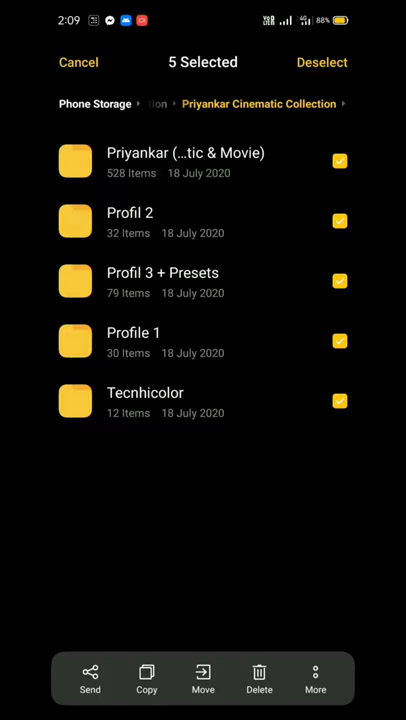 2:09 88%
Cancel 5 Selected Deselect
Phone Storage tion Priyankar Cinematic Collection
Priyankar (...tic & Movie)
528 Items 18 July 2020
Profil 2
32 Items 18 July 2020
Profil 3 + Presets
79 Items 18 July 2020
Profile 1
30 Items 18 July 2020
Tecnhicolor
12 Items 18 July 2020
Send Copy Move Delete More